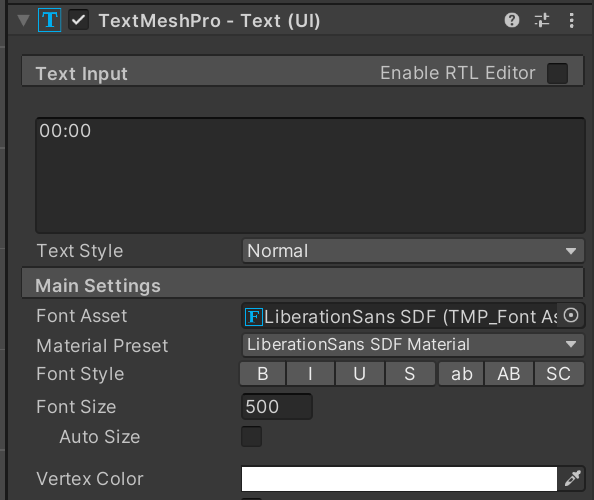 TextMeshPro - Text (UI)
Text Input Enable RTL Editor
00:00
Text Style Normal
Main Settings
Font Asset LiberationSans SDF (TMP_Font As
Material Preset LiberationSans SDF Material
Font Style B I U S ab AB SC
Font Size 500
Auto Size
Vertex Color